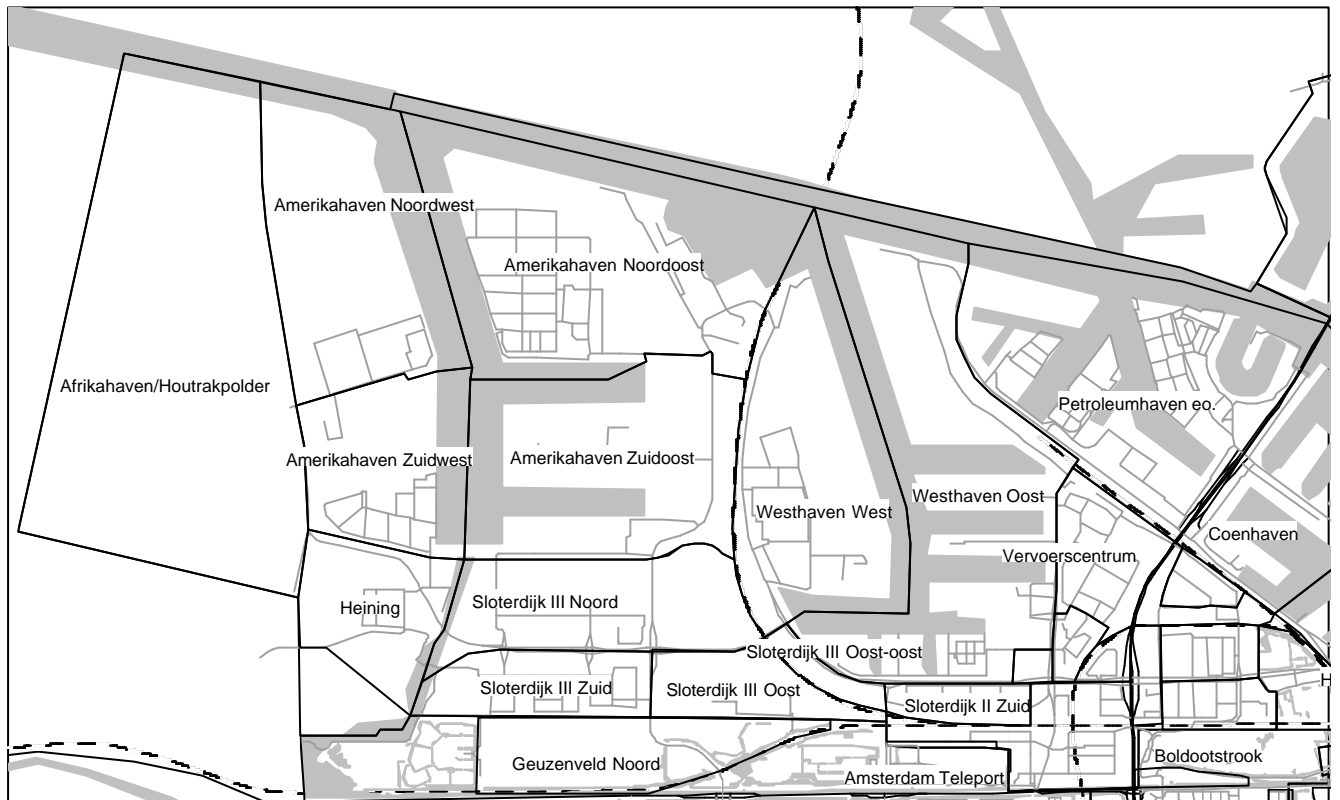 Amerikahaven Noordwest
Amerikahaven Noordoost
Afrikahaven/Houtrakpolder
Petroleumhaven eo.
Amerikahaven Zuidwest
Amerikahaven Zuidoost
Westhaven Oost
Westhaven West
Coenhaven
Vervoerscentrum
Heining
Sloterdijk III Noord
Sloterdijk III Oost-oost
H
Sloterdijk III Zuid
Sloterdijk III Oost
Sloterdijk II Zuid
Boldootstrook
Geuzenveld Noord
Amsterdam Teleport